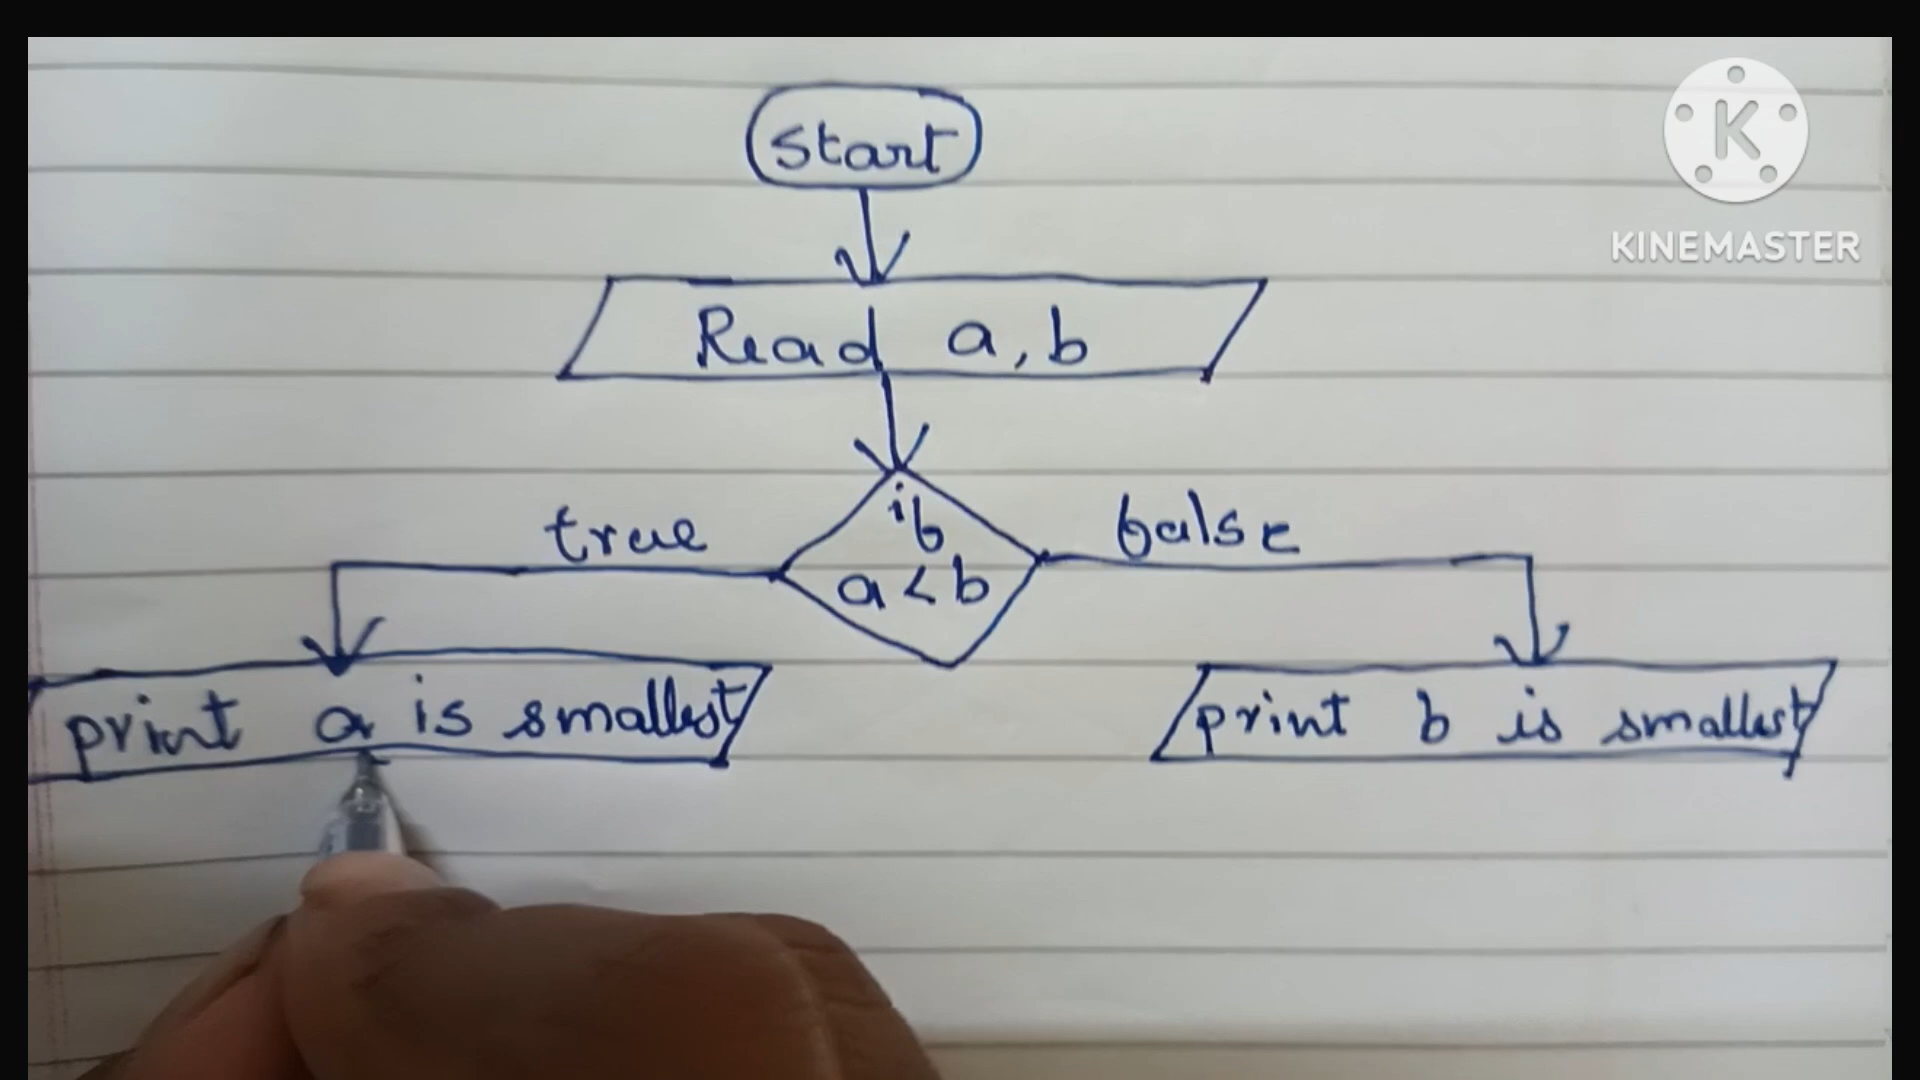 start
KINEMASTER
Read a, b
true
if
false
a < b
print a is smallest
print b is smallest